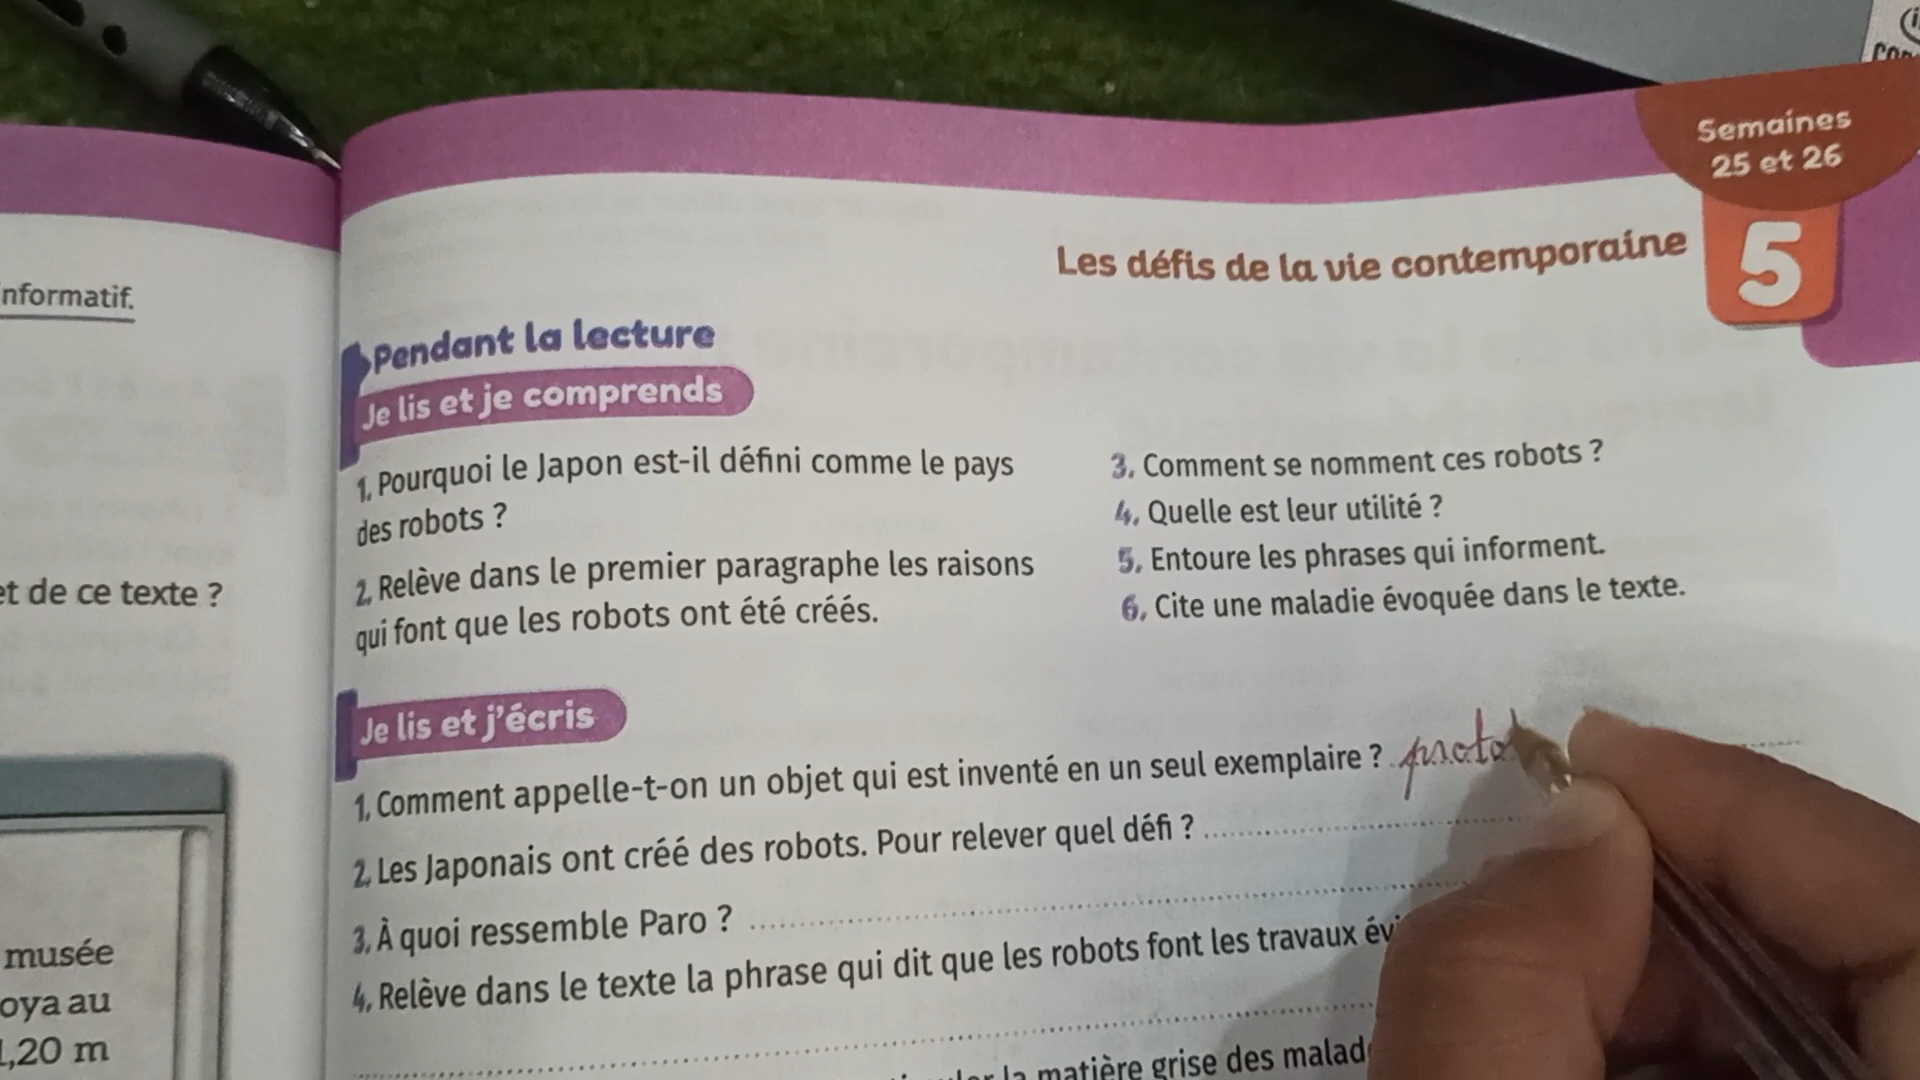 Semaines
25 et 26
5
Les défis de la vie contemporaine
nformatif.
et de ce texte ?
musée
oya au
1,20 m
Pendant la lecture
Je lis et je comprends
1. Pourquoi le Japon est-il défini comme le pays
des robots ?
2. Relève dans le premier paragraphe les raisons
qui font que les robots ont été créés.
3. Comment se nomment ces robots ?
4. Quelle est leur utilité ?
5. Entoure les phrases qui informent.
6. Cite une maladie évoquée dans le texte.
Je lis et j'écris
1. Comment appelle-t-on un objet qui est inventé en un seul exemplaire ? proto
2. Les Japonais ont créé des robots. Pour relever quel défi ?
3. À quoi ressemble Paro ?
4. Relève dans le texte la phrase qui dit que les robots font les travaux
la matière grise des malad